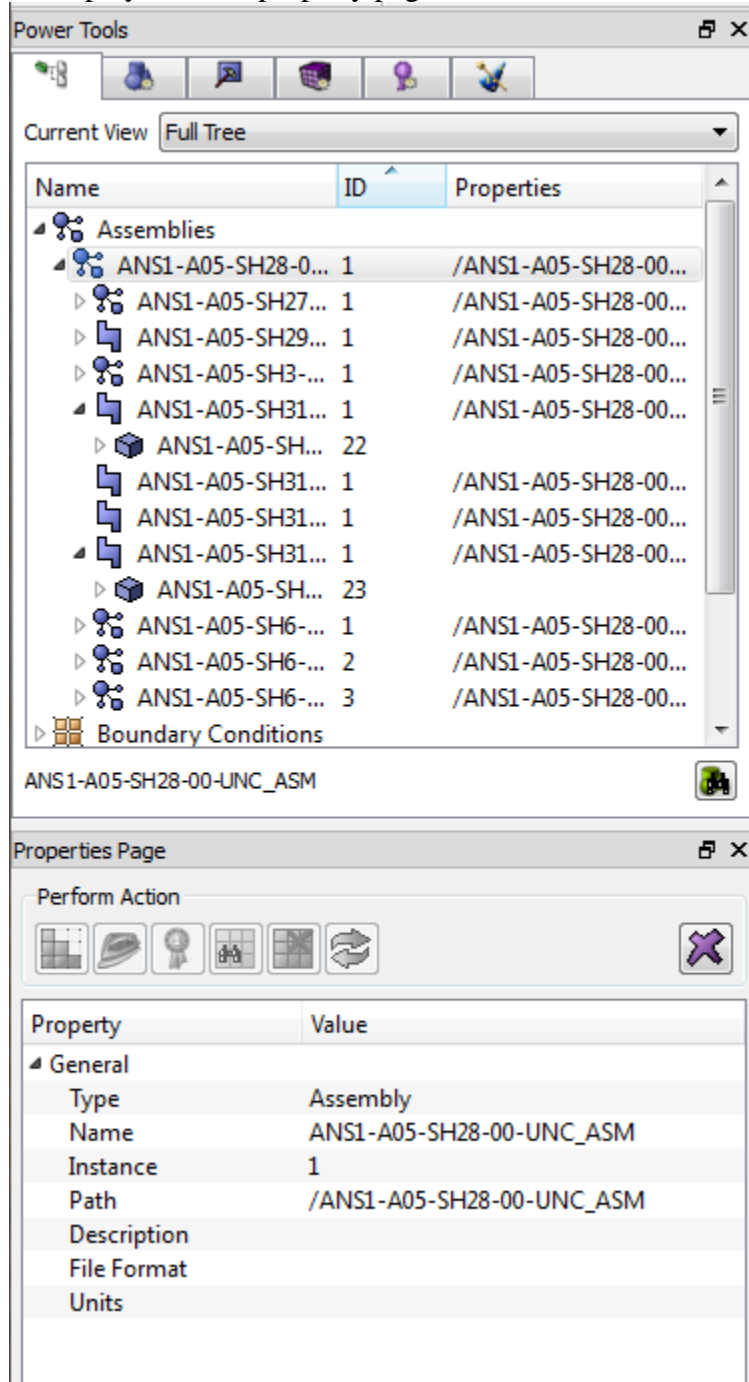 Power Tools
Current View Full Tree
Name ID Properties
Assemblies
ANS1-A05-SH28-0... 1 /ANS1-A05-SH28-00...
ANS1-A05-SH27... 1 /ANS1-A05-SH28-00...
ANS1-A05-SH29... 1 /ANS1-A05-SH28-00...
ANS1-A05-SH3-... 1 /ANS1-A05-SH28-00...
ANS1-A05-SH31... 1 /ANS1-A05-SH28-00...
ANS1-A05-SH... 22
ANS1-A05-SH31... 1 /ANS1-A05-SH28-00...
ANS1-A05-SH31... 1 /ANS1-A05-SH28-00...
ANS1-A05-SH31... 1 /ANS1-A05-SH28-00...
ANS1-A05-SH... 23
ANS1-A05-SH6-... 1 /ANS1-A05-SH28-00...
ANS1-A05-SH6-... 2 /ANS1-A05-SH28-00...
ANS1-A05-SH6-... 3 /ANS1-A05-SH28-00...
Boundary Conditions
ANS1-A05-SH28-00-UNC_ASM
Properties Page
Perform Action
Property Value
General
Type Assembly
Name ANS1-A05-SH28-00-UNC_ASM
Instance 1
Path /ANS1-A05-SH28-00-UNC_ASM
Description
File Format
Units